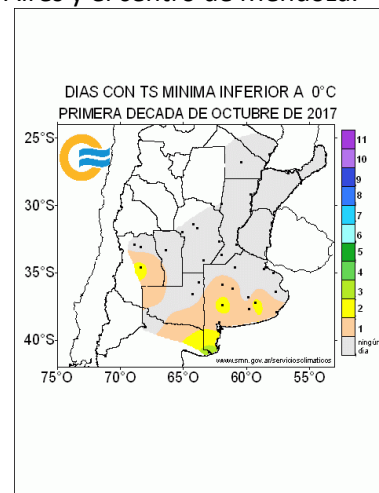 Aires y el centro de Mendoza.
DIAS CON TS MINIMA INFERIOR A 0°C
PRIMERA DECADA DE OCTUBRE DE 2017
25°S
30°S
35°S
40°S
75°O 70°O 65°O 60°O 55°O
11
10
9
8
7
6
5
4
3
2
1
ningún
dia
www.smn.gov.ar/serviciosclimaticos